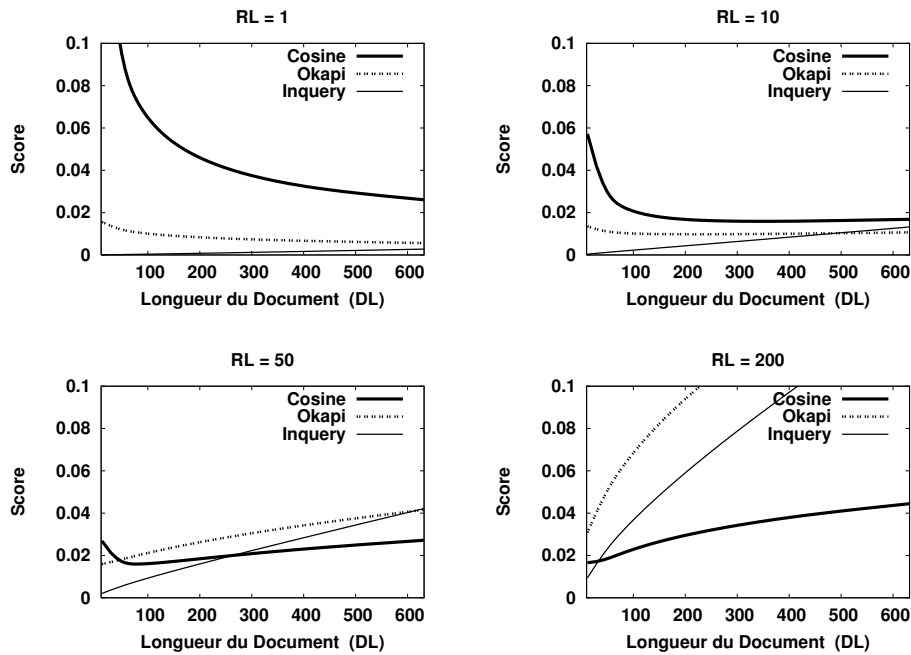 RL = 1
0.1
0.08
0.06
0.04
0.02
0
Score
Cosine
Okapi
Inquery
100 200 300 400 500 600
Longueur du Document (DL)
RL = 10
0.1
0.08
0.06
0.04
0.02
0
Score
Cosine
Okapi
Inquery
100 200 300 400 500 600
Longueur du Document (DL)
RL = 50
0.1
0.08
0.06
0.04
0.02
0
Score
Cosine
Okapi
Inquery
100 200 300 400 500 600
Longueur du Document (DL)
RL = 200
0.1
0.08
0.06
0.04
0.02
0
Score
Cosine
Okapi
Inquery
100 200 300 400 500 600
Longueur du Document (DL)